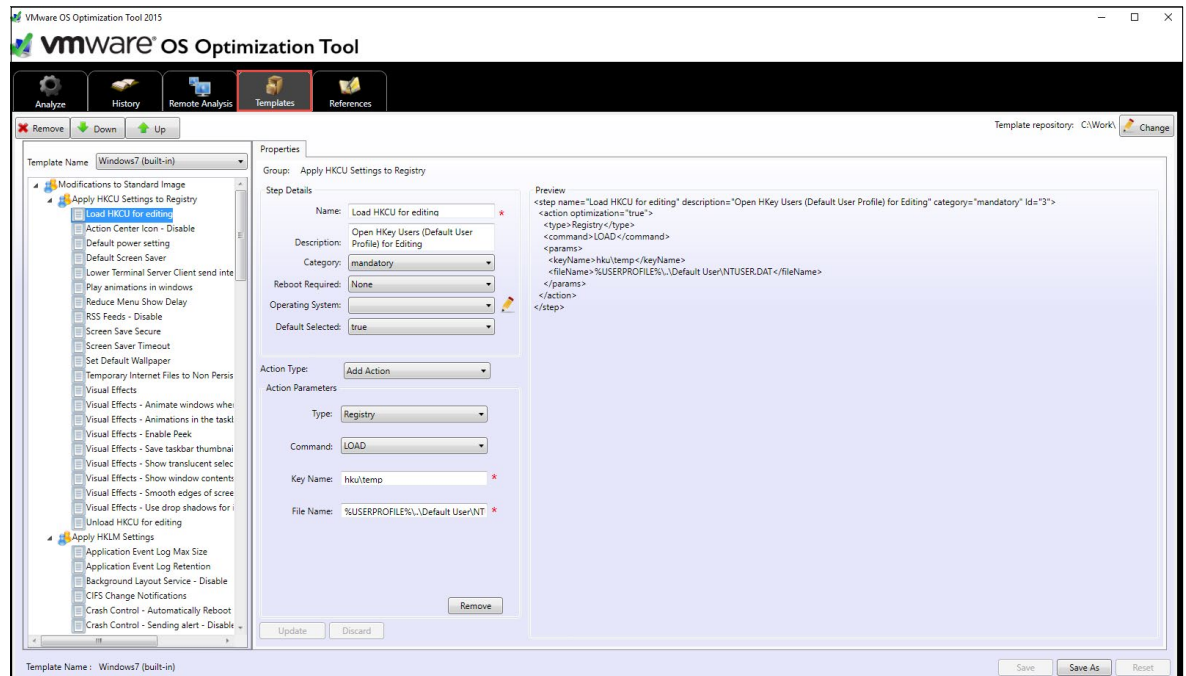 VMware OS Optimization Tool 2015
vmware® OS Optimization Tool
Analyze
History
Remote Analysis
Templates
References
Remove
Down
Up
Template repository: C:\Work\
Change
Template Name
Windows7 (built-in)
Modifications to Standard Image
Apply HKCU Settings to Registry
Load HKCU for editing
Action Center Icon - Disable
Default power setting
Default Screen Saver
Lower Terminal Server Client send inte
Play animations in windows
Reduce Menu Show Delay
RSS Feeds - Disable
Screen Save Secure
Screen Saver Timeout
Set Default Wallpaper
Temporary Internet Files to Non Persis
Visual Effects
Visual Effects - Animate windows whe
Visual Effects - Animations in the task
Visual Effects - Enable Peek
Visual Effects - Save taskbar thumbnai
Visual Effects - Show translucent selec
Visual Effects - Show window contents
Visual Effects - Smooth edges of scree
Visual Effects - Use drop shadows for
Unload HKCU for editing
Apply HKLM Settings
Application Event Log Max Size
Application Event Log Retention
Background Layout Service - Disable
CIFS Change Notifications
Crash Control - Automatically Reboot
Crash Control - Sending alert - Disable
Properties
Group: Apply HKCU Settings to Registry
Step Details
Name: Load HKCU for editing *
Description: Open HKey Users (Default User
Profile) for Editing
Category: mandatory
Reboot Required: None
Operating System:
Default Selected: true
Action Type: Add Action
Action Parameters
Type: Registry
Command: LOAD
Key Name: hku\temp *
File Name: %USERPROFILE%\..\Default User\NT *
Remove
Update
Discard
Preview
<step name="Load HKCU for editing" description="Open HKey Users (Default User Profile) for Editing" category="mandatory" Id="3">
<action optimization="true">
<type>Registry</type>
<command>LOAD</command>
<params>
<keyName>hku\temp</keyName>
<fileName>%USERPROFILE%\..\Default User\NTUSER.DAT</fileName>
</params>
</action>
</step>
Template Name : Windows7 (built-in)
Save
Save As
Reset